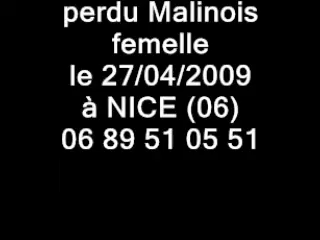 perdu Malinois
femelle
le 27/04/2009
à NICE (06)
06 89 51 05 51